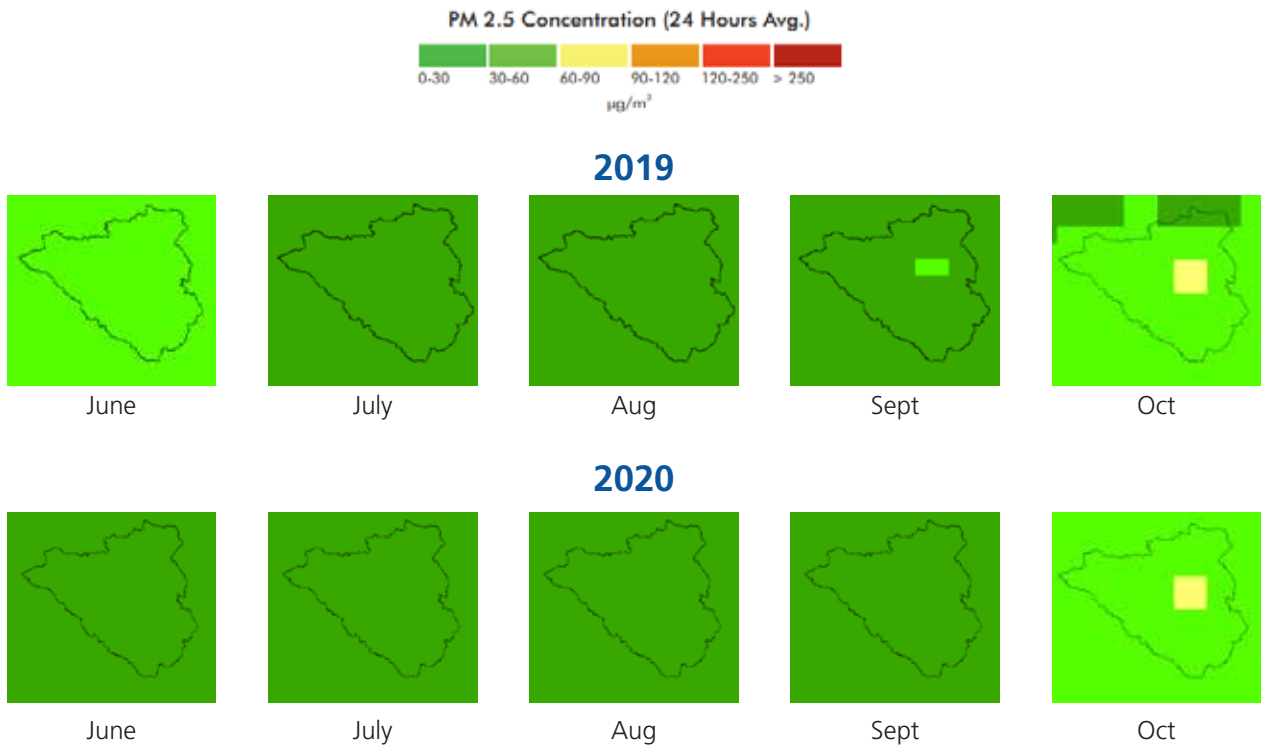 PM 2.5 Concentration (24 Hours Avg.)
0-30 30-60 60-90 90-120 120-250 > 250
µg/m³
2019
June July Aug Sept Oct
2020
June July Aug Sept Oct